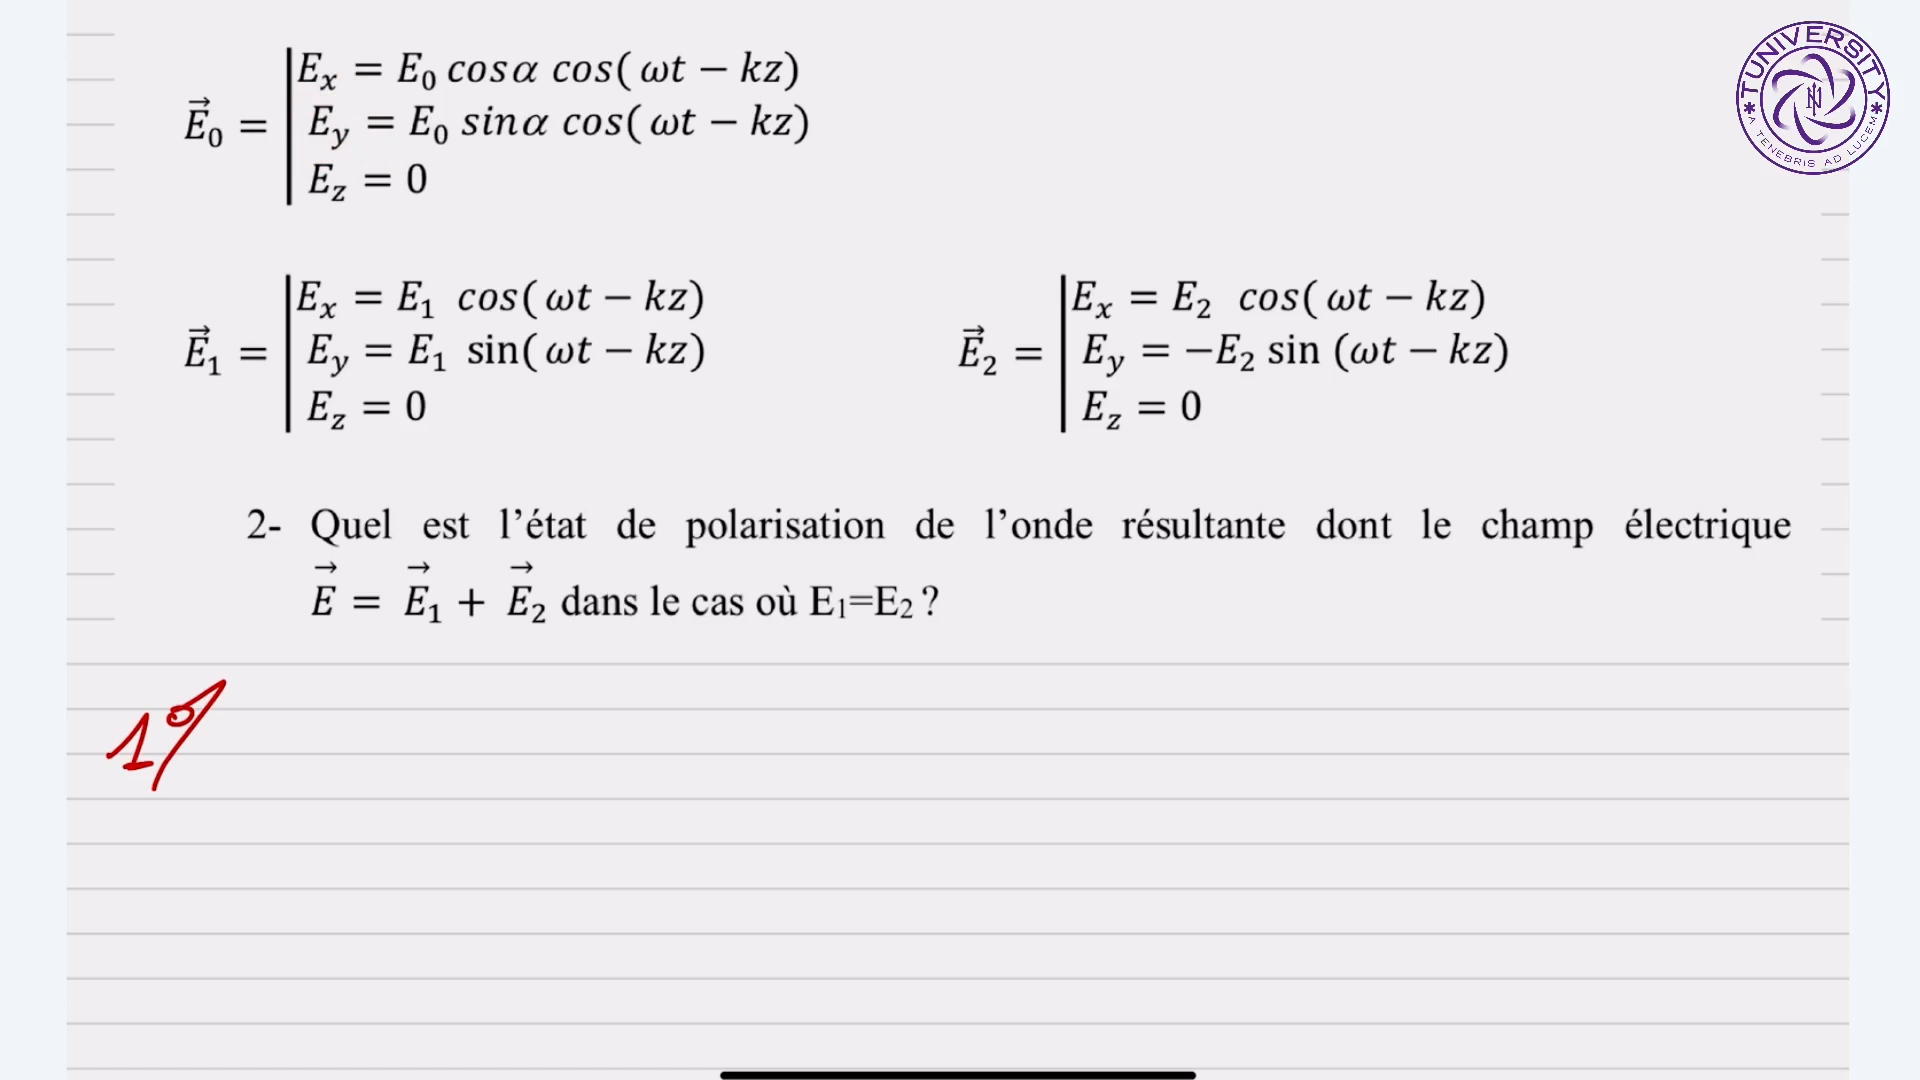 E⃗₀ = | Eₓ = E₀ cosα cos( ωt − kz)
E_y = E₀ sinα cos( ωt − kz)
E_z = 0
E⃗₁ = | Eₓ = E₁ cos( ωt − kz)
E_y = E₁ sin( ωt − kz)
E_z = 0
E⃗₂ = | Eₓ = E₂ cos( ωt − kz)
E_y = −E₂ sin (ωt − kz)
E_z = 0
2- Quel est l’état de polarisation de l’onde résultante dont le champ électrique
E⃗ = E⃗₁ + E⃗₂ dans le cas où E₁=E₂ ?
1°/
TUNIVERSITY
A TENEBRIS AD LUCEM